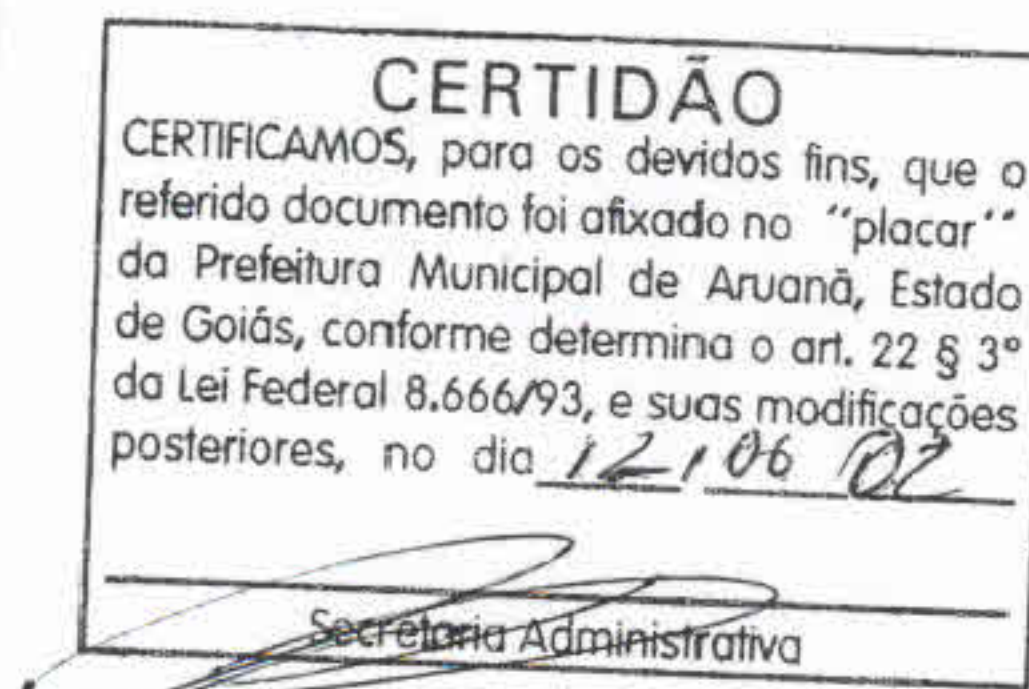 CERTIDÃO
CERTIFICAMOS, para os devidos fins, que o
referido documento foi afixado no "placar"
da Prefeitura Municipal de Aruanã, Estado
de Goiás, conforme determina o art. 22 § 3º
da Lei Federal 8.666/93, e suas modificações
posteriores, no dia 12 / 06 02
Secretaria Administrativa